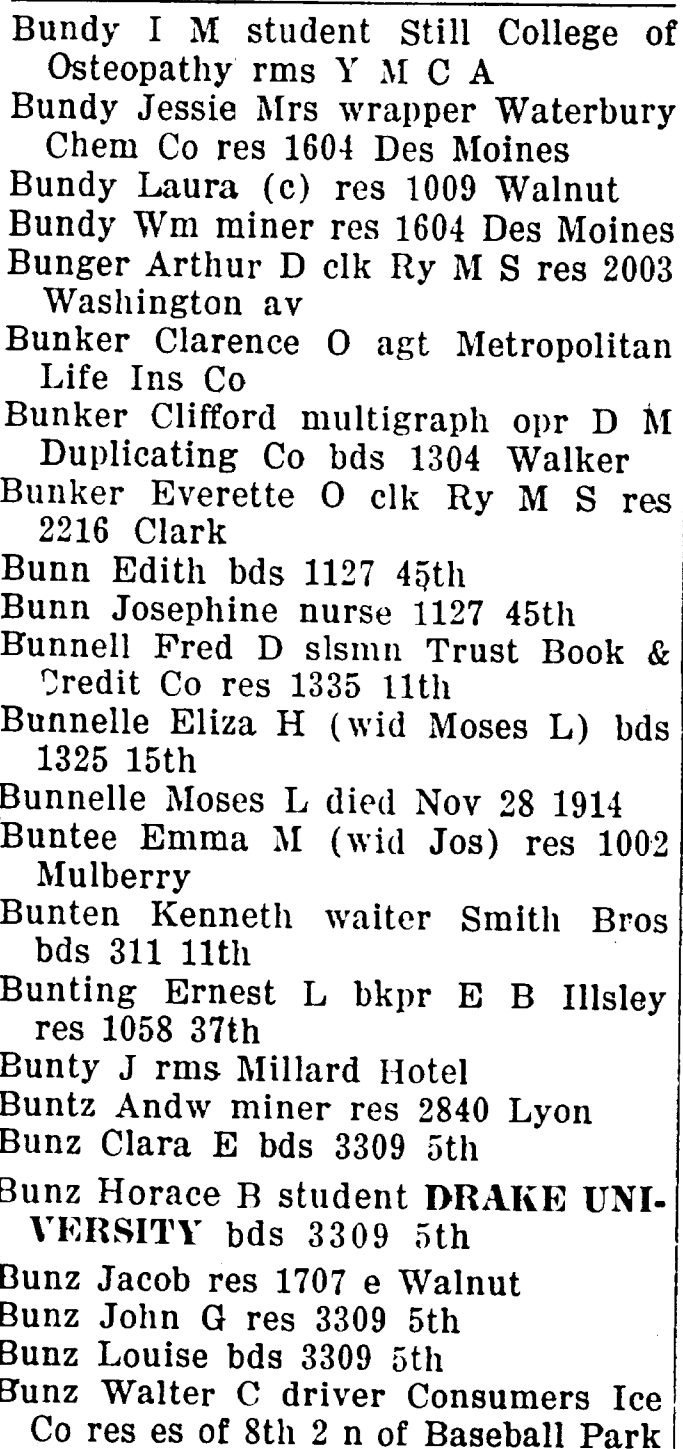 Bundy I M student Still College of
Osteopathy rms Y M C A
Bundy Jessie Mrs wrapper Waterbury
Chem Co res 1604 Des Moines
Bundy Laura (c) res 1009 Walnut
Bundy Wm miner res 1604 Des Moines
Bunger Arthur D clk Ry M S res 2003
Washington av
Bunker Clarence O agt Metropolitan
Life Ins Co
Bunker Clifford multigraph opr D M
Duplicating Co bds 1304 Walker
Bunker Everette O clk Ry M S res
2216 Clark
Bunn Edith bds 1127 45th
Bunn Josephine nurse 1127 45th
Bunnell Fred D slsmn Trust Book &
Credit Co res 1335 11th
Bunnelle Eliza H (wid Moses L) bds
1325 15th
Bunnelle Moses L died Nov 28 1914
Buntee Emma M (wid Jos) res 1002
Mulberry
Bunten Kenneth waiter Smith Bros
bds 311 11th
Bunting Ernest L bkpr E B Illsley
res 1058 37th
Bunty J rms Millard Hotel
Buntz Andw miner res 2840 Lyon
Bunz Clara E bds 3309 5th
Bunz Horace B student DRAKE UNI-
VERSITY bds 3309 5th
Bunz Jacob res 1707 e Walnut
Bunz John G res 3309 5th
Bunz Louise bds 3309 5th
Bunz Walter C driver Consumers Ice
Co res es of 8th 2 n of Baseball Park